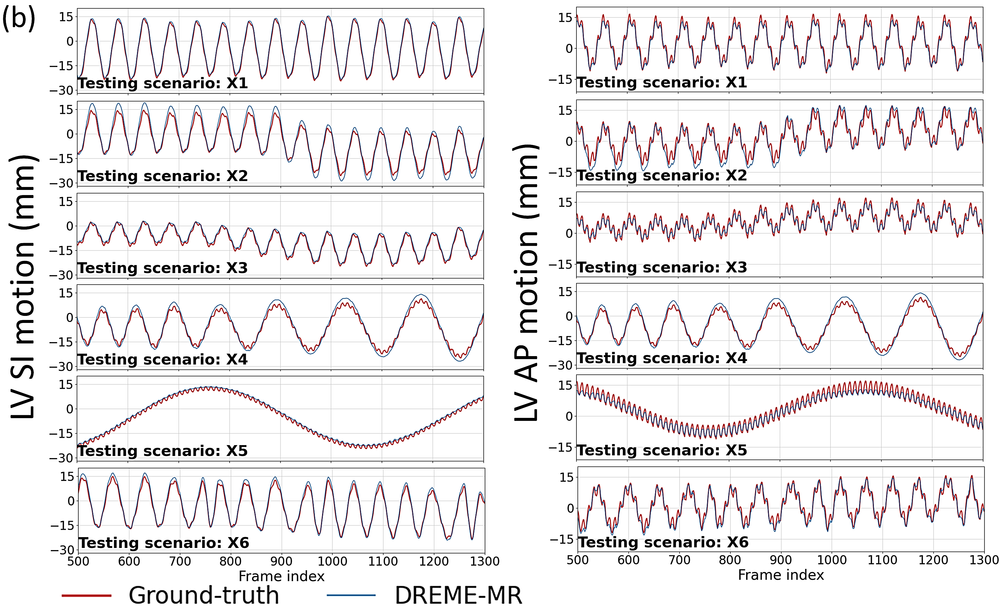 (b)
LV SI motion (mm)
15
0
−15
−30
Testing scenario: X1
15
0
−15
−30
Testing scenario: X2
15
0
−15
−30
Testing scenario: X3
15
0
−15
−30
Testing scenario: X4
15
0
−15
−30
Testing scenario: X5
15
0
−15
−30
Testing scenario: X6
500 600 700 800 900 1000 1100 1200 1300
Frame index
LV AP motion (mm)
15
0
−15
Testing scenario: X1
15
0
−15
Testing scenario: X2
15
0
−15
Testing scenario: X3
15
0
−15
−30
Testing scenario: X4
15
0
−15
Testing scenario: X5
15
0
−15
Testing scenario: X6
500 600 700 800 900 1000 1100 1200 1300
Frame index
Ground-truth DREME-MR